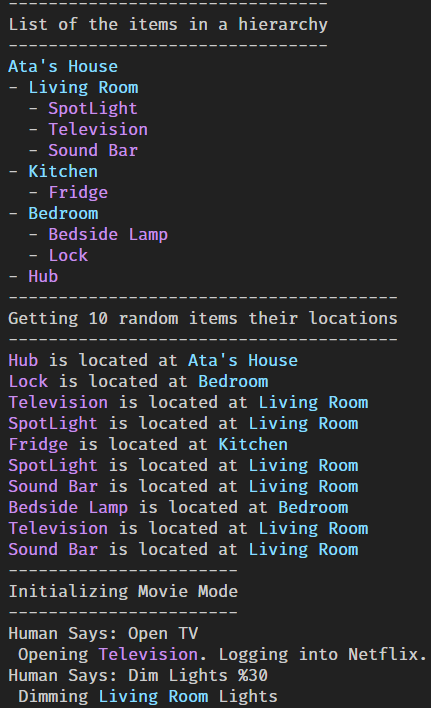 --------------------------------
List of the items in a hierarchy
--------------------------------
Ata's House
- Living Room
  - SpotLight
  - Television
  - Sound Bar
- Kitchen
  - Fridge
- Bedroom
  - Bedside Lamp
  - Lock
- Hub
---------------------------------------
Getting 10 random items their locations
---------------------------------------
Hub is located at Ata's House
Lock is located at Bedroom
Television is located at Living Room
SpotLight is located at Living Room
Fridge is located at Kitchen
SpotLight is located at Living Room
Sound Bar is located at Living Room
Bedside Lamp is located at Bedroom
Television is located at Living Room
Sound Bar is located at Living Room
-----------------------
Initializing Movie Mode
-----------------------
Human Says: Open TV
 Opening Television. Logging into Netflix.
Human Says: Dim Lights %30
 Dimming Living Room Lights